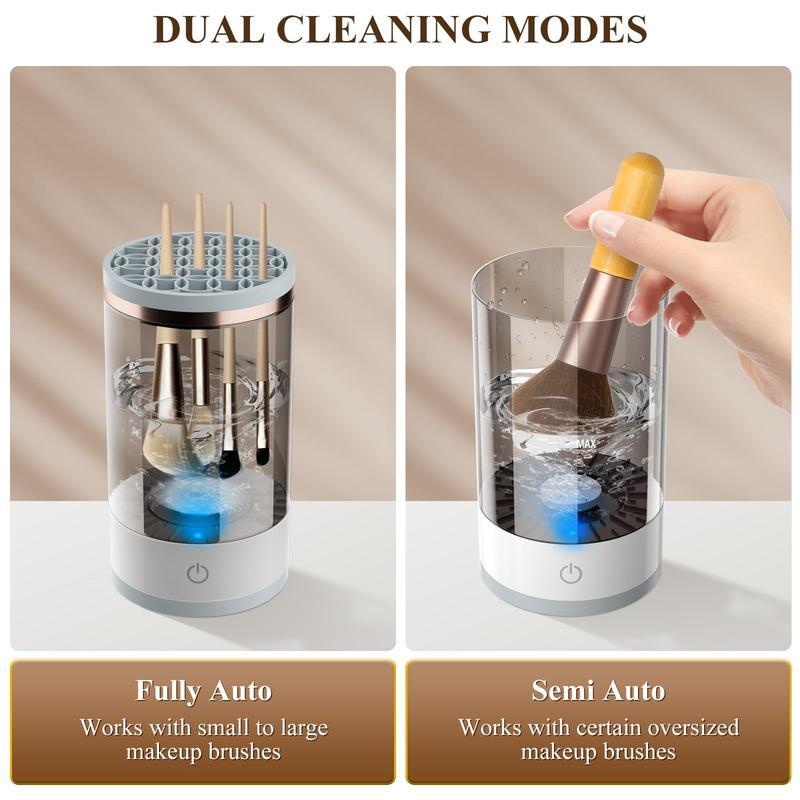 DUAL CLEANING MODES
MAX
Fully Auto
Works with small to large
makeup brushes
Semi Auto
Works with certain oversized
makeup brushes